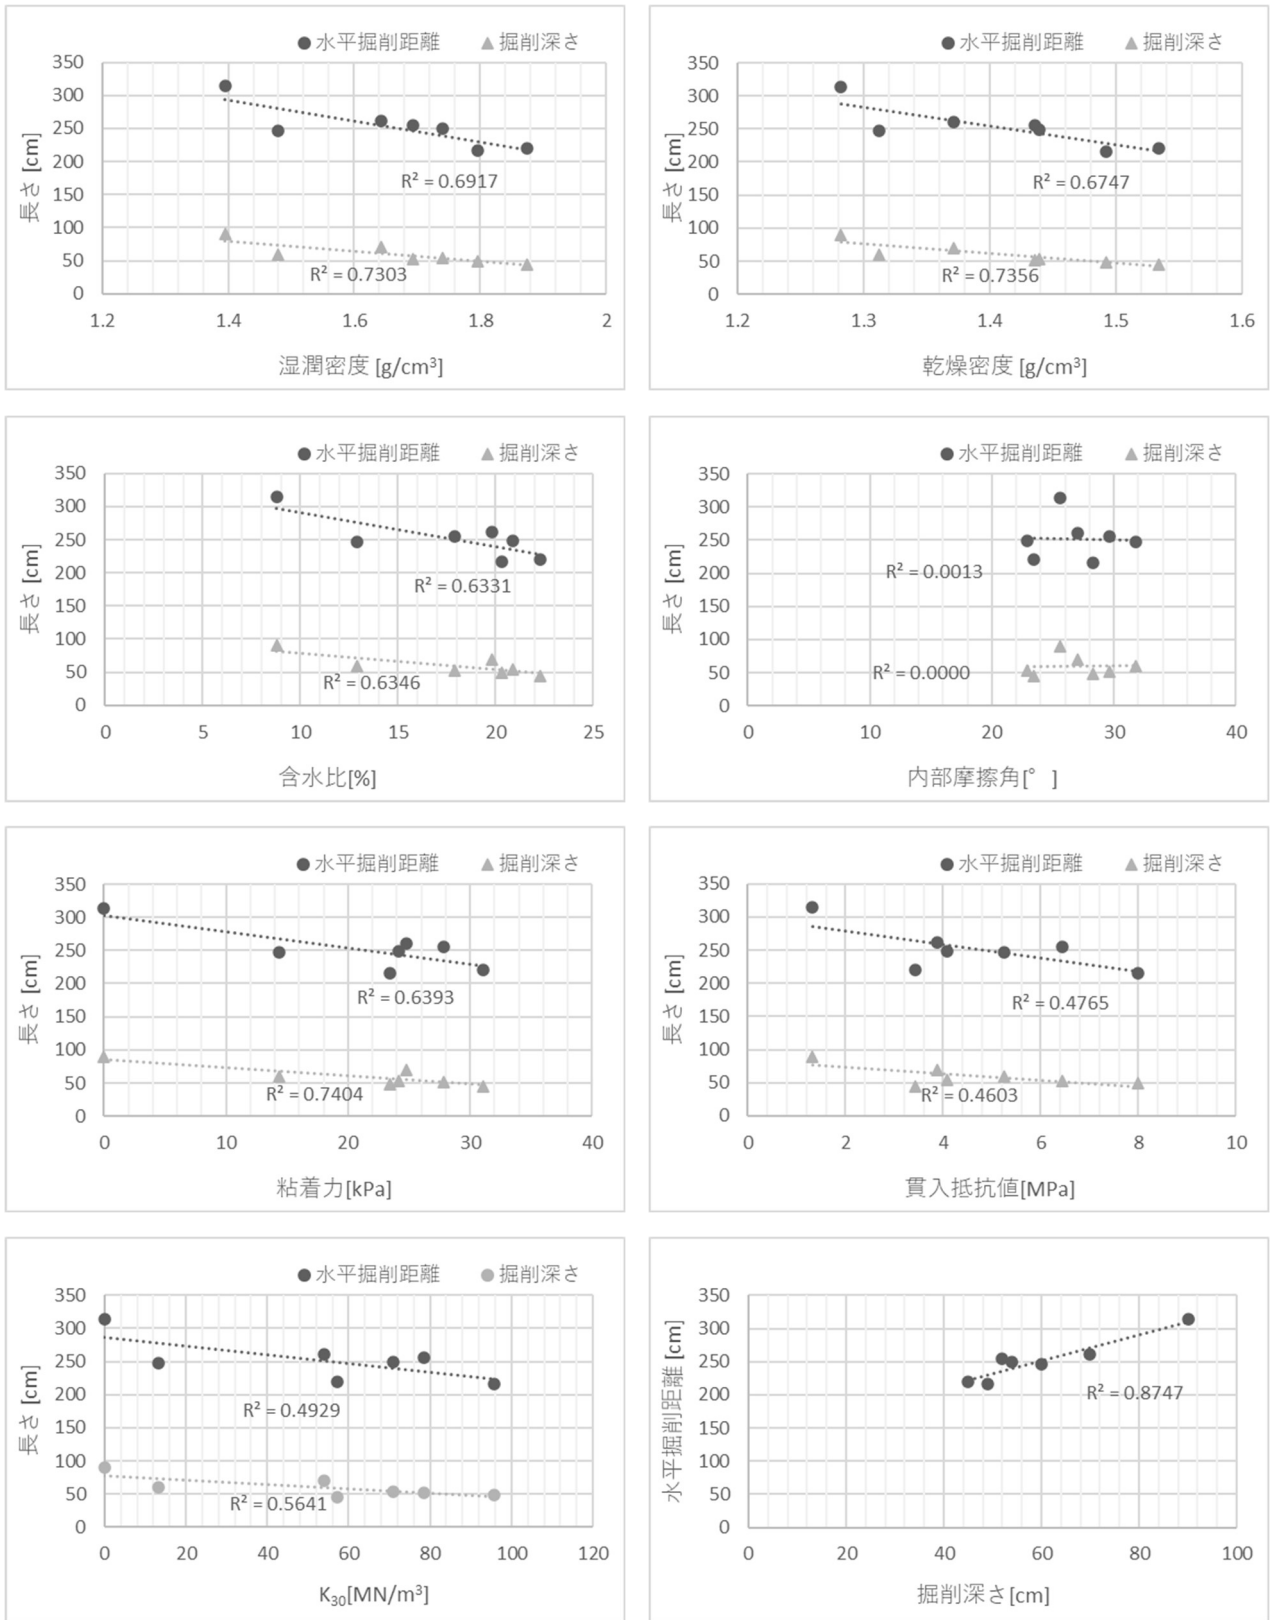 ●水平掘削距離 ▲掘削深さ
350
300
250
200
150
100
50
0
長さ [cm]
R² = 0.6917
R² = 0.7303
1.2 1.4 1.6 1.8 2
湿潤密度 [g/cm³]
●水平掘削距離 ▲掘削深さ
350
300
250
200
150
100
50
0
長さ [cm]
R² = 0.6747
R² = 0.7356
1.2 1.3 1.4 1.5 1.6
乾燥密度 [g/cm³]
●水平掘削距離 ▲掘削深さ
350
300
250
200
150
100
50
0
長さ [cm]
R² = 0.6331
R² = 0.6346
0 5 10 15 20 25
含水比[%]
●水平掘削距離 ▲掘削深さ
350
300
250
200
150
100
50
0
長さ [cm]
R² = 0.0013
R² = 0.0000
0 10 20 30 40
内部摩擦角[° ]
●水平掘削距離 ▲掘削深さ
350
300
250
200
150
100
50
0
長さ [cm]
R² = 0.6393
R² = 0.7404
0 10 20 30 40
粘着力[kPa]
●水平掘削距離 ▲掘削深さ
350
300
250
200
150
100
50
0
長さ [cm]
R² = 0.4765
R² = 0.4603
0 2 4 6 8 10
貫入抵抗値[MPa]
●水平掘削距離 ●掘削深さ
350
300
250
200
150
100
50
0
長さ [cm]
R² = 0.4929
R² = 0.5641
0 20 40 60 80 100 120
K₃₀[MN/m³]
350
300
250
200
150
100
50
0
水平掘削距離 [cm]
R² = 0.8747
0 20 40 60 80 100
掘削深さ[cm]